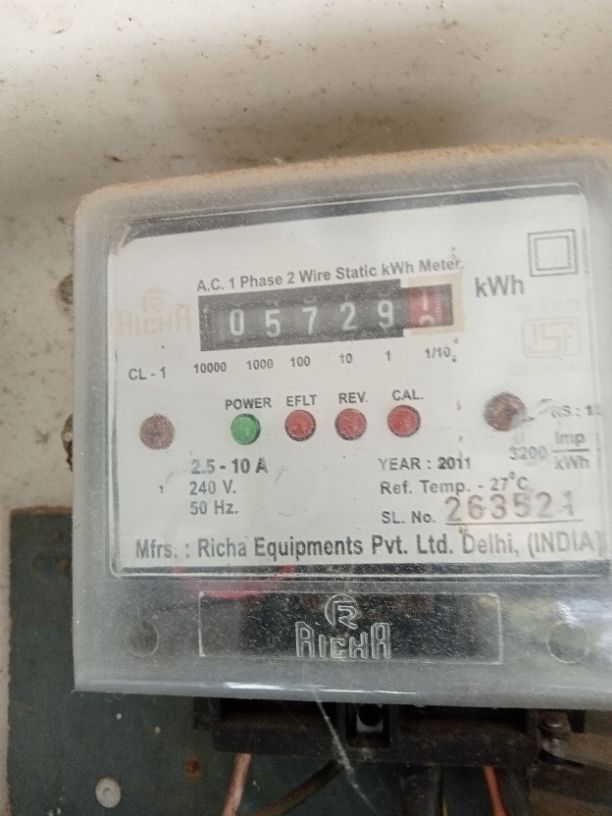 A.C. 1 Phase 2 Wire Static kWh Meter.
RICHA
05729
kWh
CL - 1
10000 1000 100 10 1 1/10
POWER EFLT REV. CAL.
2.5 - 10 A
240 V.
50 Hz.
3200 Imp/kWh
YEAR : 2011
Ref. Temp. - 27°C
SL. No. 263521
Mfrs. : Richa Equipments Pvt. Ltd. Delhi, (INDIA)
RICHA